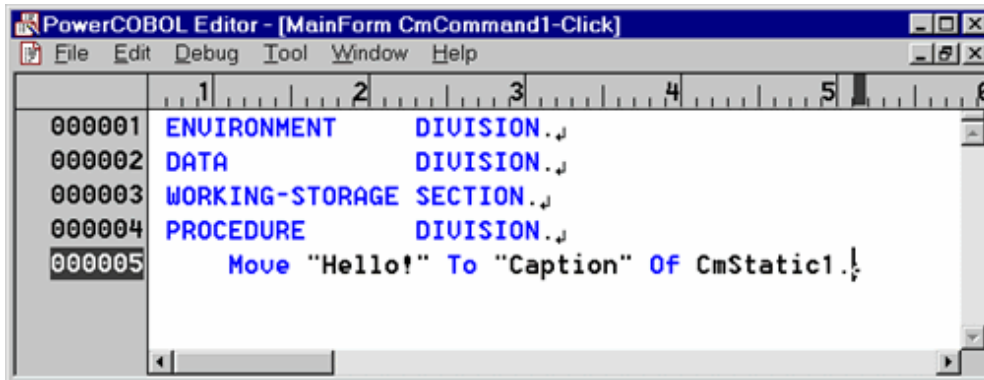 PowerCOBOL Editor - [MainForm CmCommand1-Click]
File Edit Debug Tool Window Help
1 2 3 4 5 6
000001 ENVIRONMENT DIVISION.
000002 DATA DIVISION.
000003 WORKING-STORAGE SECTION.
000004 PROCEDURE DIVISION.
000005 Move "Hello!" To "Caption" Of CmStatic1.